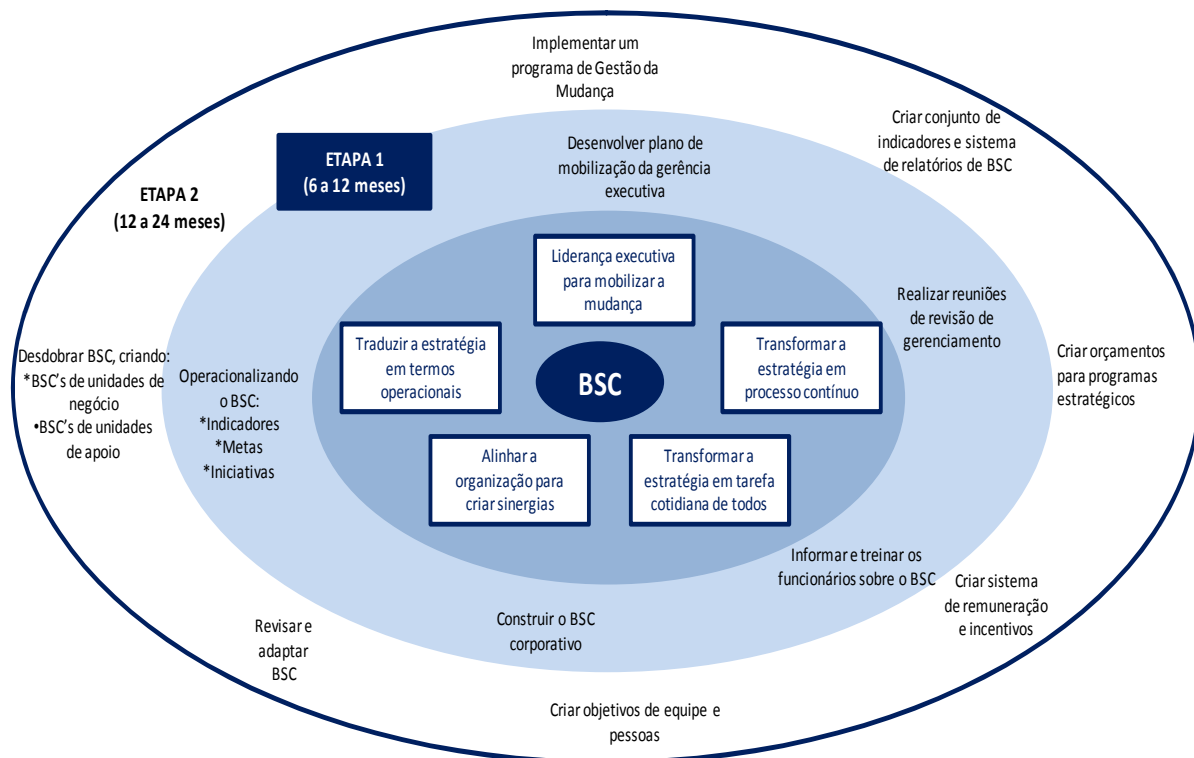 Implementar um
programa de Gestão da
Mudança
Criar conjunto de
indicadores e sistema
de relatórios de BSC
ETAPA 1
(6 a 12 meses)
Desenvolver plano de
mobilização da gerência
executiva
ETAPA 2
(12 a 24 meses)
Liderança executiva
para mobilizar a
mudança
Realizar reuniões
de revisão de
gerenciamento
Traduzir a estratégia
em termos
operacionais
BSC
Transformar a
estratégia em
processo contínuo
Desdobrar BSC, criando:
*BSC's de unidades de
negócio
•BSC's de unidades
de apoio
Operacionalizando
o BSC:
*Indicadores
*Metas
*Iniciativas
Criar orçamentos
para programas
estratégicos
Alinhar a
organização para
criar sinergias
Transformar a
estratégia em tarefa
cotidiana de todos
Informar e treinar os
funcionários sobre o BSC
Criar sistema
de remuneração
e incentivos
Construir o BSC
corporativo
Revisar e
adaptar
BSC
Criar objetivos de equipe e
pessoas